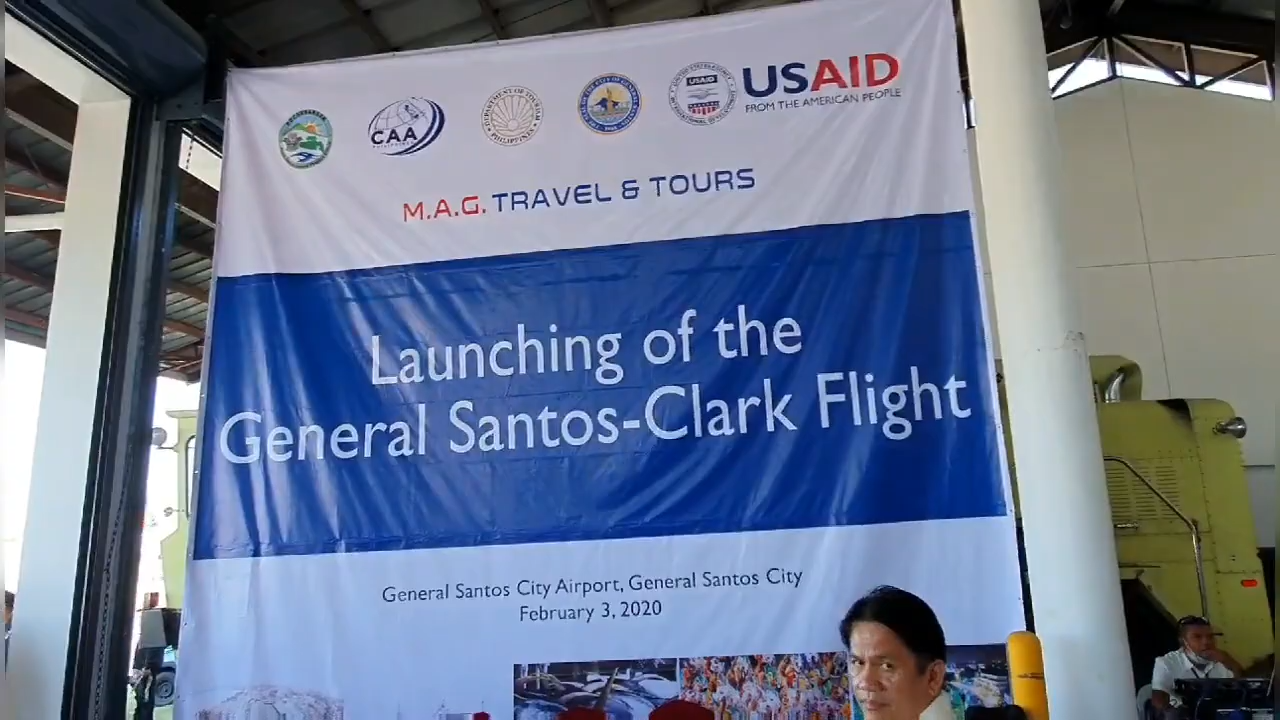 CAA
USAID
USAID
FROM THE AMERICAN PEOPLE
M.A.G. TRAVEL & TOURS
Launching of the
General Santos-Clark Flight
General Santos City Airport, General Santos City
February 3, 2020